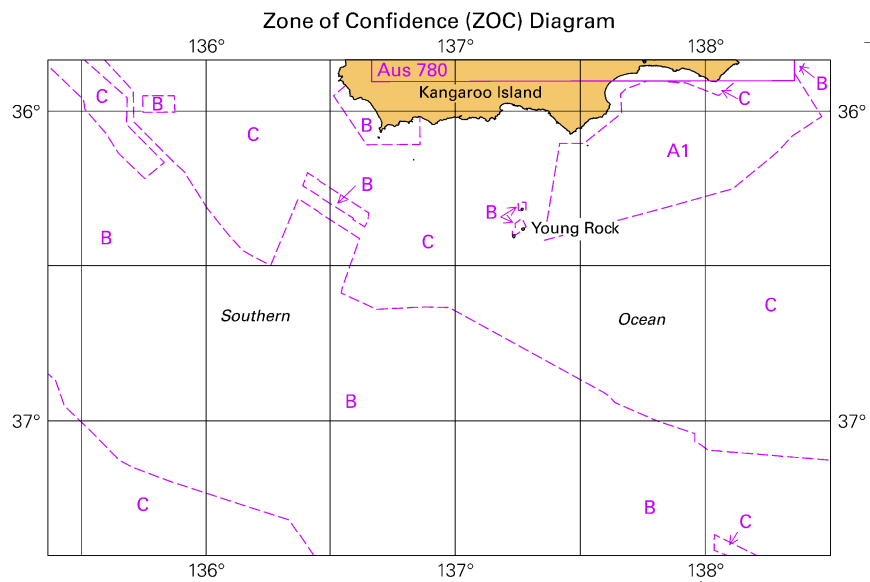 Zone of Confidence (ZOC) Diagram
136° 137° 138°
Aus 780
B
C B Kangaroo Island C
36° 36°
C B
A1
B
B
Young Rock
B C
C
Southern Ocean
B
37° 37°
C B
C
136° 137° 138°